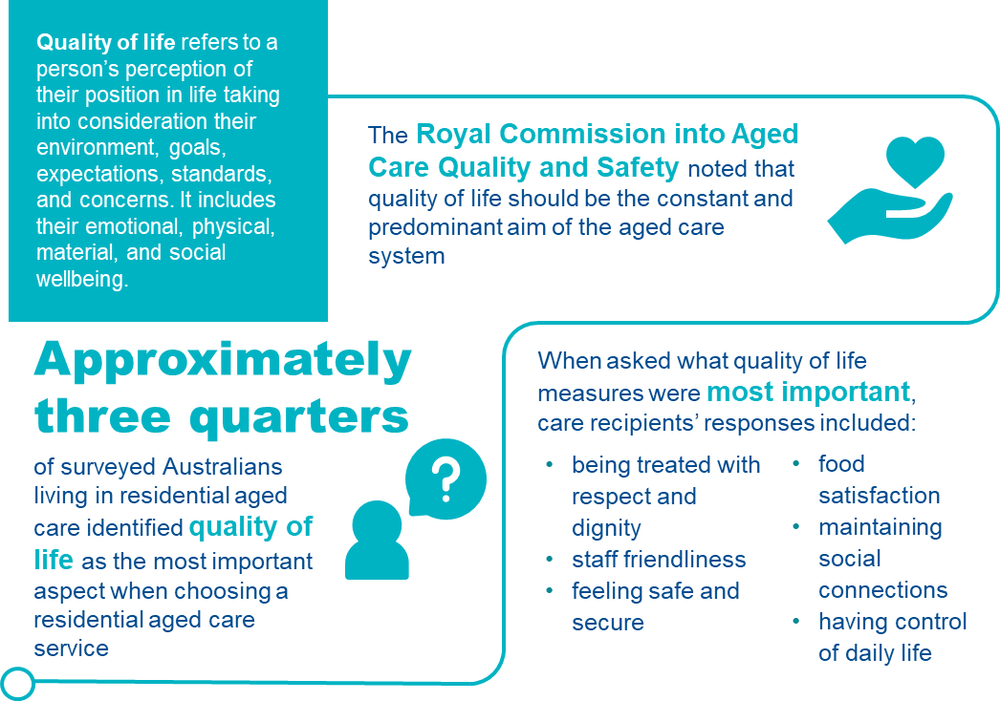 Quality of life refers to a
person’s perception of
their position in life taking
into consideration their
environment, goals,
expectations, standards,
and concerns. It includes
their emotional, physical,
material, and social
wellbeing.
The Royal Commission into Aged
Care Quality and Safety noted that
quality of life should be the constant and
predominant aim of the aged care
system
Approximately
three quarters
of surveyed Australians
living in residential aged
care identified quality of
life as the most important
aspect when choosing a
residential aged care
service
?
When asked what quality of life
measures were most important,
care recipients’ responses included:
• being treated with
respect and
dignity
• staff friendliness
• feeling safe and
secure
• food
satisfaction
• maintaining
social
connections
• having control
of daily life